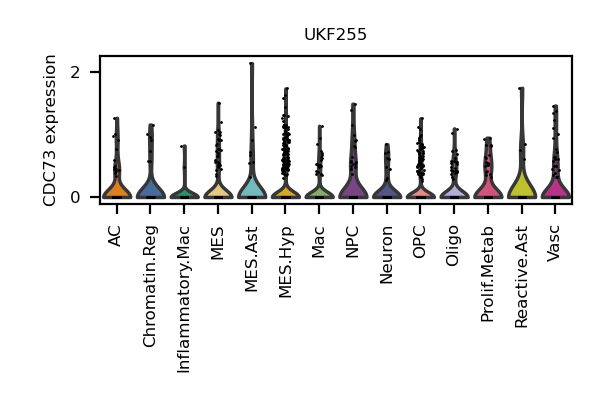 UKF255
CDC73 expression
2
0
AC
Chromatin.Reg
Inflammatory.Mac
MES
MES.Ast
MES.Hyp
Mac
NPC
Neuron
OPC
Oligo
Prolif.Metab
Reactive.Ast
Vasc